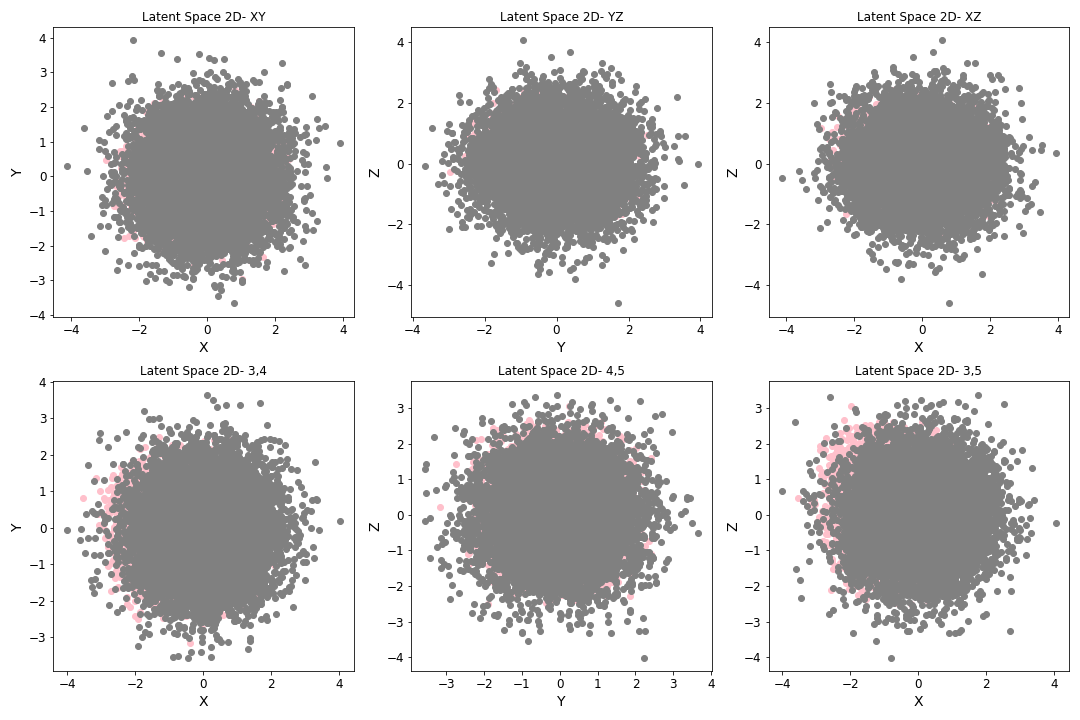 Latent Space 2D- XY
Latent Space 2D- YZ
Latent Space 2D- XZ
4
3
2
1
0
−1
−2
−3
−4
Y
−4 −2 0 2 4
X
4
2
0
−2
−4
Z
−4 −2 0 2 4
Y
4
2
0
−2
−4
Z
−4 −2 0 2 4
X
Latent Space 2D- 3,4
Latent Space 2D- 4,5
Latent Space 2D- 3,5
4
3
2
1
0
−1
−2
−3
Y
−4 −2 0 2 4
X
3
2
1
0
−1
−2
−3
−4
Z
−3 −2 −1 0 1 2 3 4
Y
3
2
1
0
−1
−2
−3
−4
Z
−4 −2 0 2 4
X